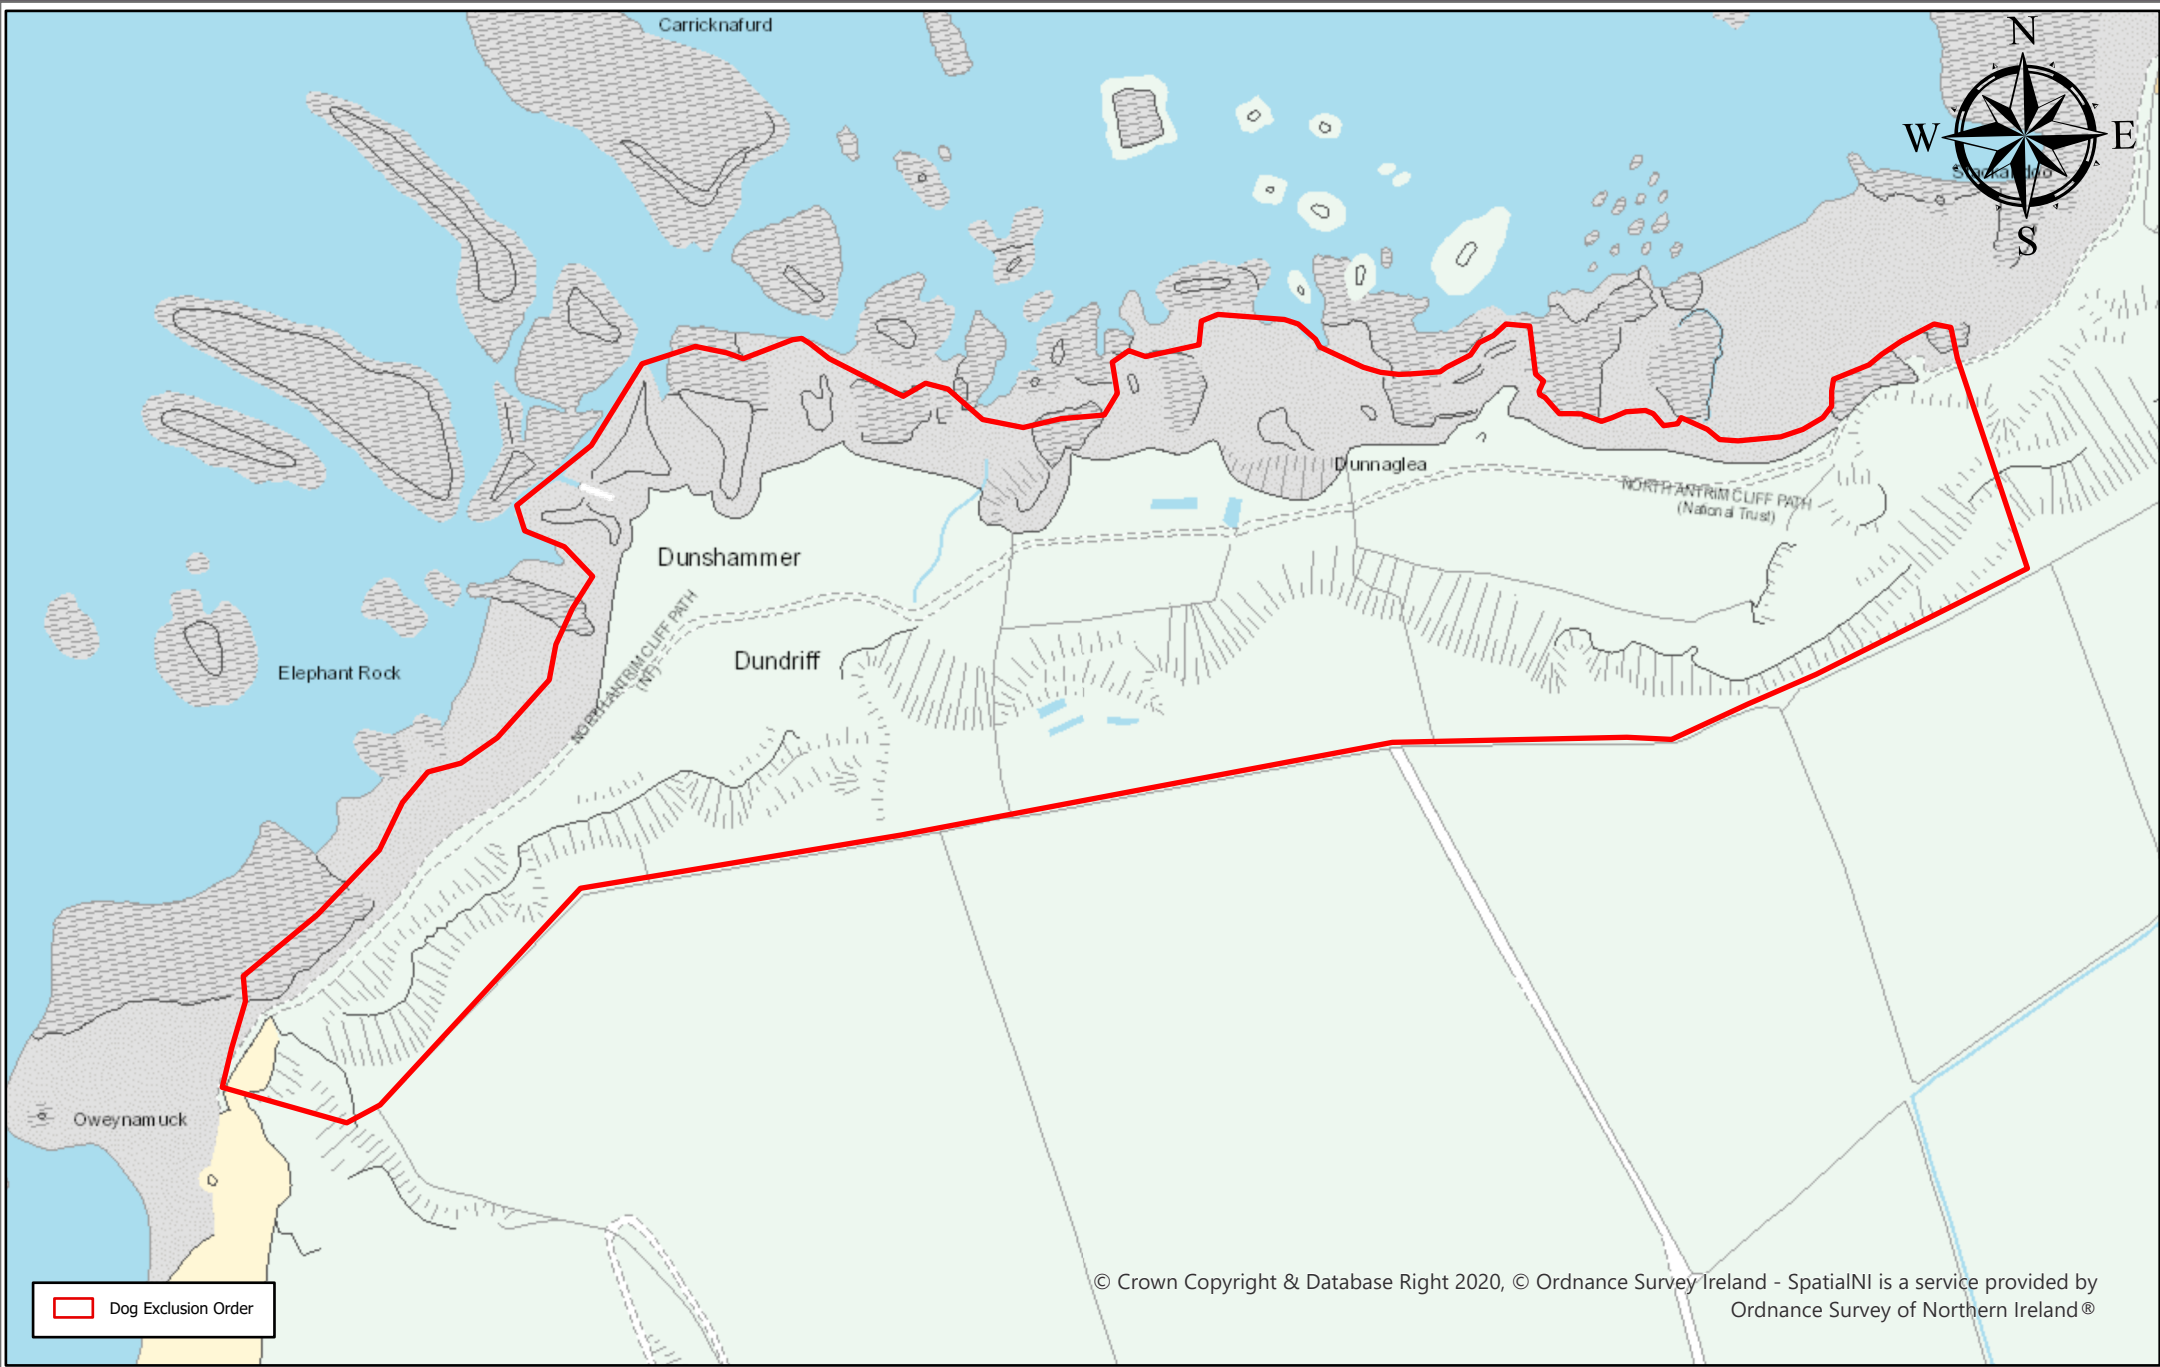 Carricknafurd
N
W
E
S
Dunnaglea
NORTH ANTRIM CLIFF PATH
(National Trust)
Dunshammer
NORTH ANTRIM CLIFF PATH
(NF)
Dundriff
Elephant Rock
Oweynamuck
© Crown Copyright & Database Right 2020, © Ordnance Survey Ireland - SpatialNI is a service provided by
Ordnance Survey of Northern Ireland®
Dog Exclusion Order